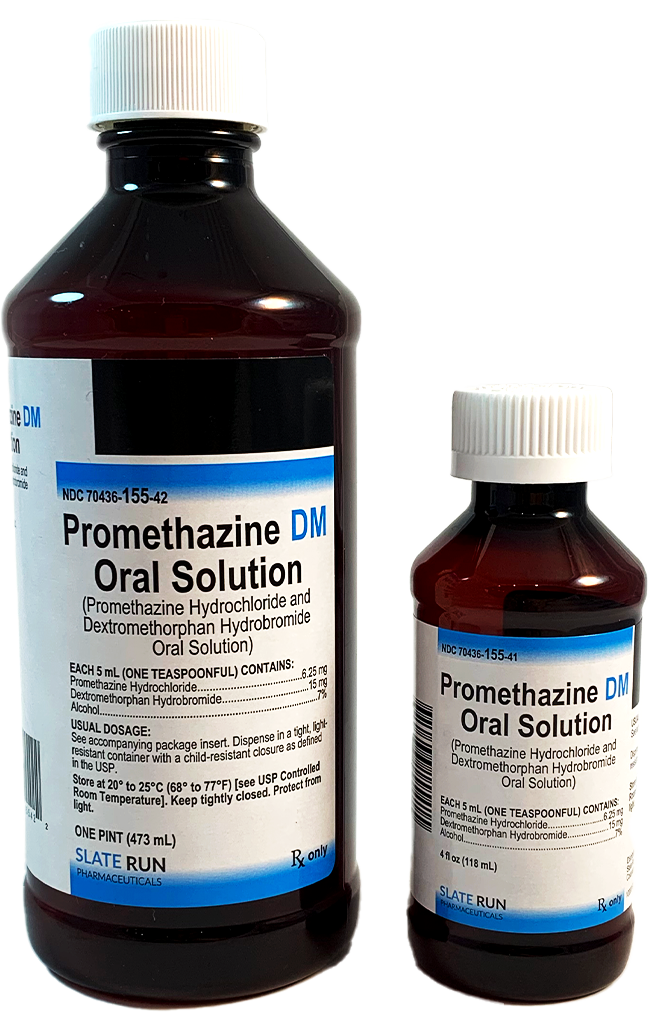 DM
NDC 70436-155-42
Promethazine DM
Oral Solution
(Promethazine Hydrochloride and
Dextromethorphan Hydrobromide
Oral Solution)
EACH 5 mL (ONE TEASPOONFUL) CONTAINS:
Promethazine Hydrochloride..............................6.25 mg
Dextromethorphan Hydrobromide........................15 mg
Alcohol..........................................................7%
USUAL DOSAGE:
See accompanying package insert. Dispense in a tight, light-
resistant container with a child-resistant closure as defined
in the USP.
Store at 20° to 25°C (68° to 77°F) [see USP Controlled
Room Temperature]. Keep tightly closed. Protect from
light.
ONE PINT (473 mL)
SLATE RUN
PHARMACEUTICALS
Rx only
NDC 70436-155-41
Promethazine DM
Oral Solution
(Promethazine Hydrochloride and
Dextromethorphan Hydrobromide
Oral Solution)
EACH 5 mL (ONE TEASPOONFUL) CONTAINS:
Promethazine Hydrochloride..............................6.25 mg
Dextromethorphan Hydrobromide........................15 mg
Alcohol..........................................................7%
4 fl oz (118 mL)
SLATE RUN
PHARMACEUTICALS
Rx only